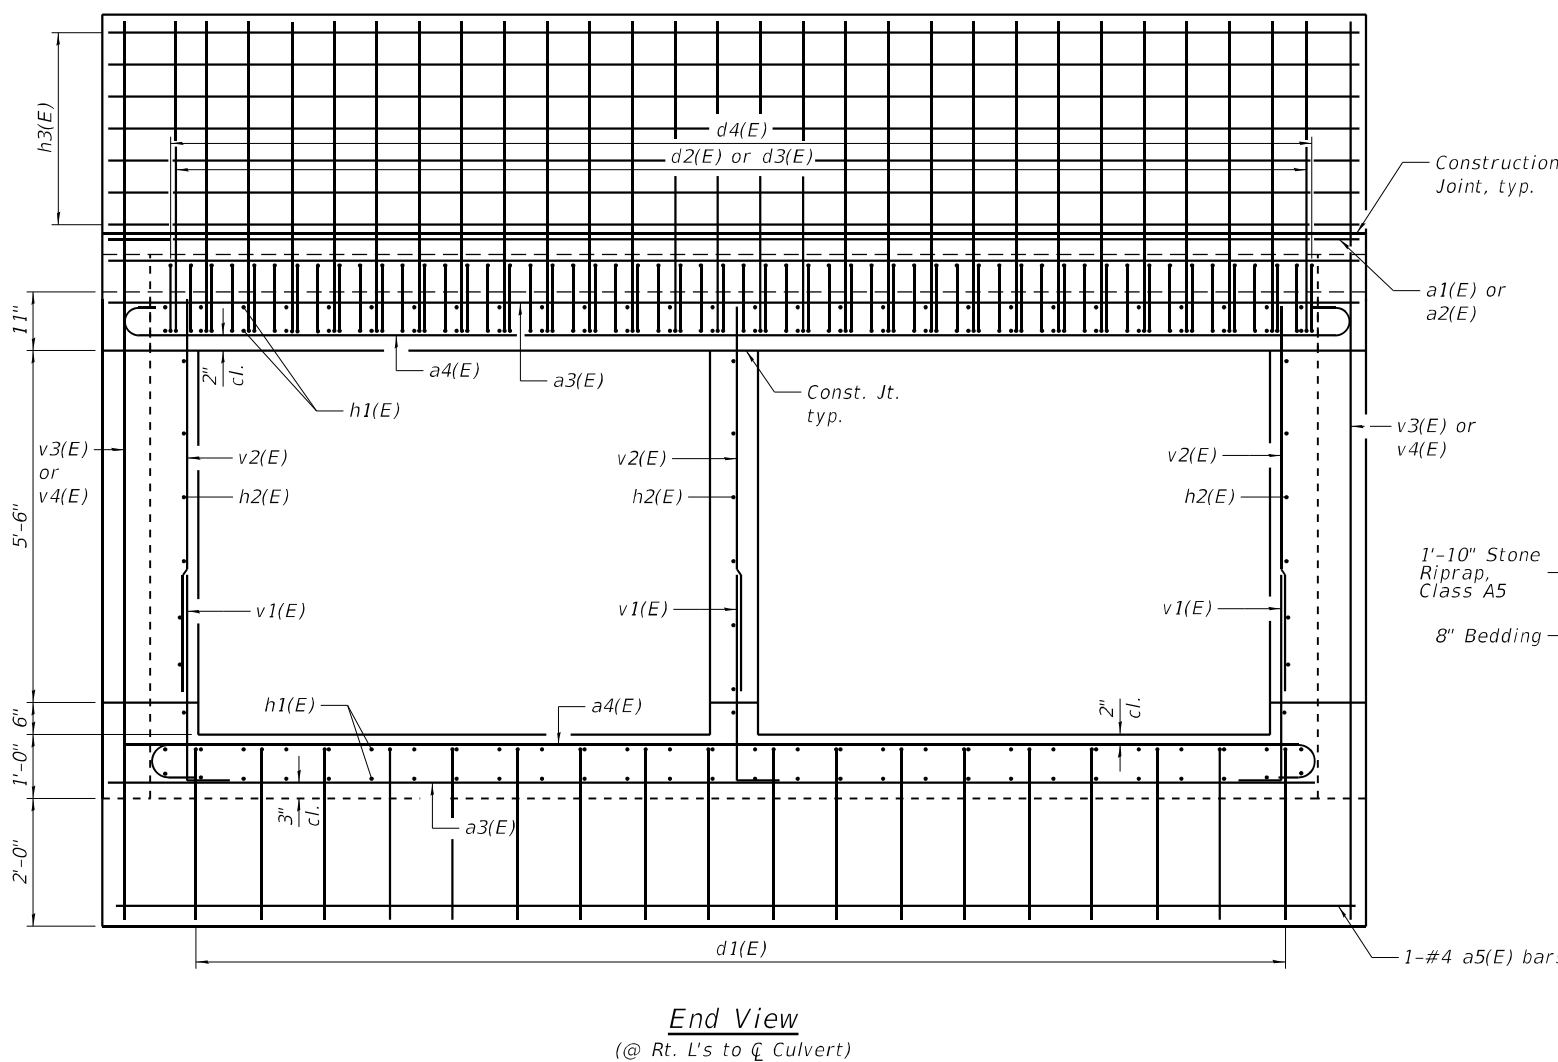 h3(E)
d4(E)
d2(E) or d3(E)
Construction
Joint, typ.
a1(E) or
a2(E)
11"
2"
cl.
a4(E)
a3(E)
h1(E)
Const. Jt.
typ.
v3(E)
or
v4(E)
v2(E)
h2(E)
v2(E)
h2(E)
v2(E)
h2(E)
v3(E) or
v4(E)
5'-6"
v1(E)
v1(E)
v1(E)
1'-10" Stone
Riprap,
Class A5
8" Bedding
6"
h1(E)
a4(E)
2"
cl.
1'-0"
3"
cl.
a3(E)
2'-0"
d1(E)
1-#4 a5(E) bars
End View
(@ Rt. L's to ℄ Culvert)